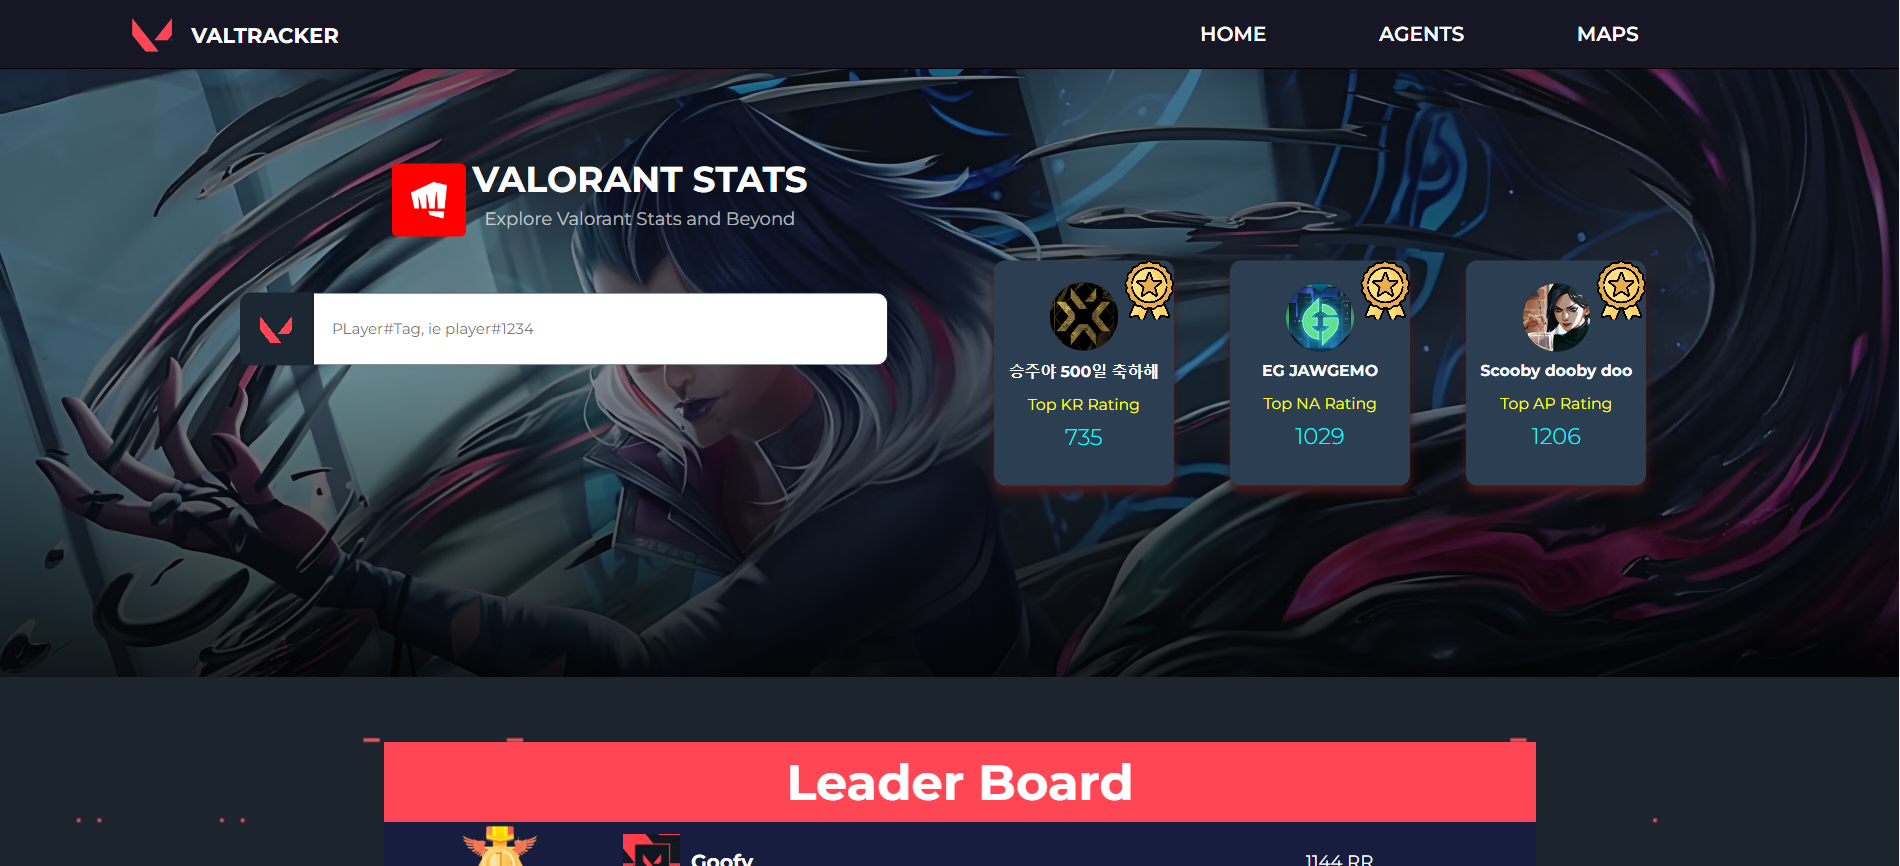 VALTRACKER
HOME
AGENTS
MAPS
VALORANT STATS
Explore Valorant Stats and Beyond
PLayer#Tag, ie player#1234
승주야 500일 축하해
Top KR Rating
735
EG JAWGEMO
Top NA Rating
1029
Scooby dooby doo
Top AP Rating
1206
Leader Board
1
Goofy
1144 RR